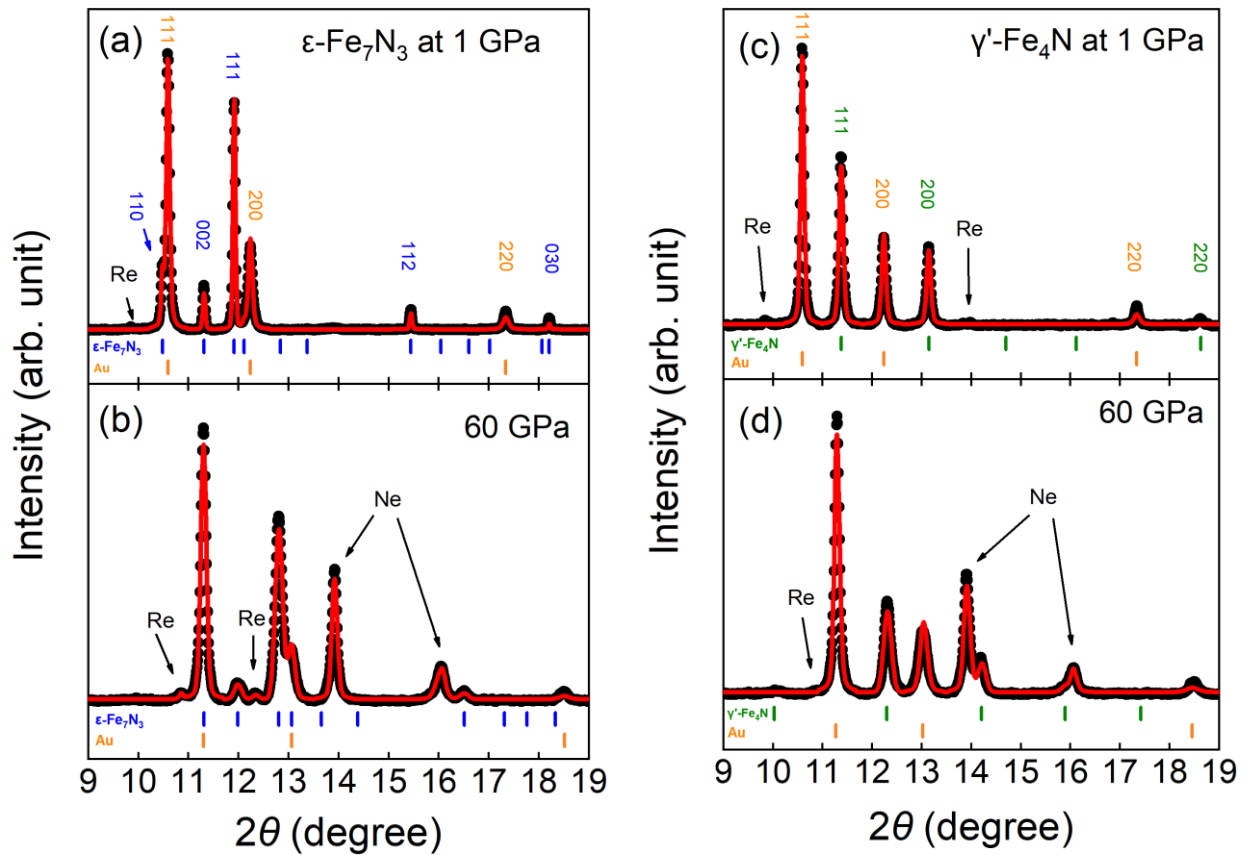 (a)
ε-Fe₇N₃ at 1 GPa
111
110
Re
002
111
200
112
220
030
ε-Fe₇N₃
Au
(b)
60 GPa
Re
Re
Ne
ε-Fe₇N₃
Au
9 10 11 12 13 14 15 16 17 18 19
2θ (degree)
Intensity (arb. unit)
(c)
γ'-Fe₄N at 1 GPa
111
Re
111
200
200
Re
220
220
γ'-Fe₄N
Au
(d)
60 GPa
Re
Ne
γ'-Fe₄N
Au
9 10 11 12 13 14 15 16 17 18 19
2θ (degree)
Intensity (arb. unit)